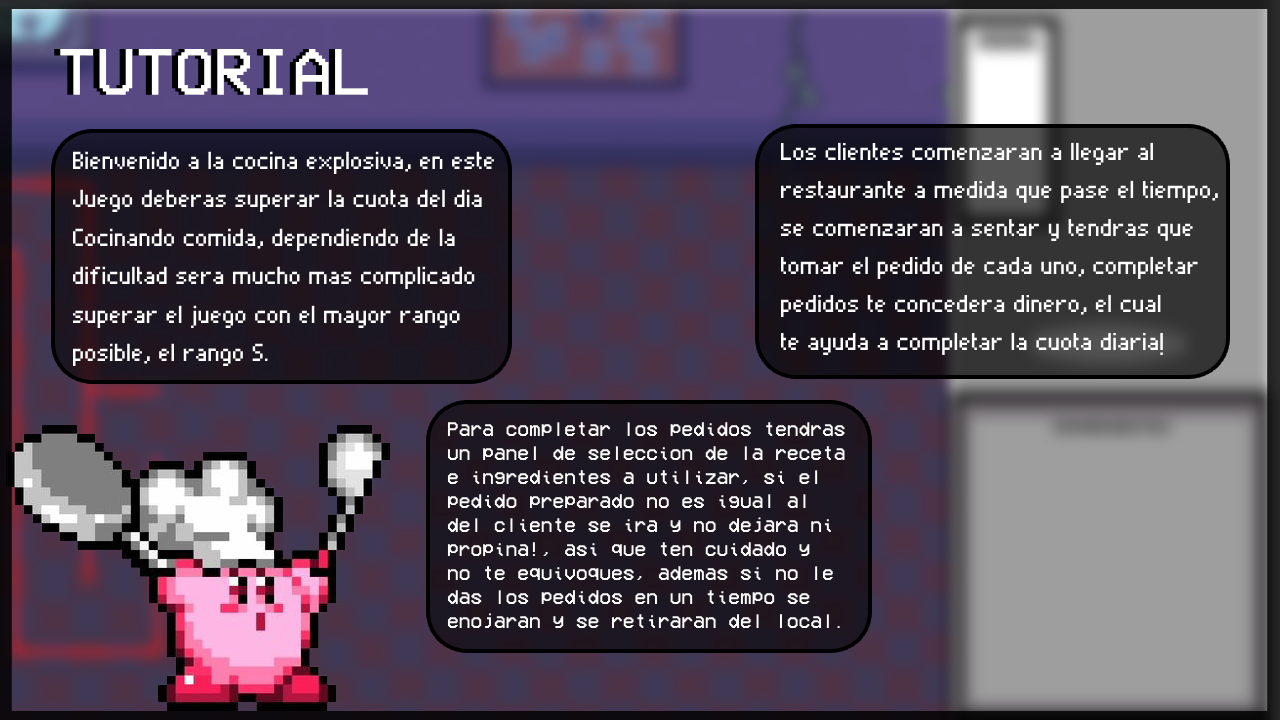 TUTORIAL
Bienvenido a la cocina explosiva, en este
Juego deberas superar la cuota del dia
Cocinando comida, dependiendo de la
dificultad sera mucho mas complicado
superar el juego con el mayor rango
posible, el rango S.
Los clientes comenzaran a llegar al
restaurante a medida que pase el tiempo,
se comenzaran a sentar y tendras que
tomar el pedido de cada uno, completar
pedidos te concedera dinero, el cual
te ayuda a completar la cuota diaria!
Para completar los pedidos tendras
un panel de seleccion de la receta
e ingredientes a utilizar, si el
pedido preparado no es igual al
del cliente se ira y no dejara ni
propina!, asi que ten cuidado y
no te equivoques, ademas si no le
das los pedidos en un tiempo se
enojaran y se retiraran del local.